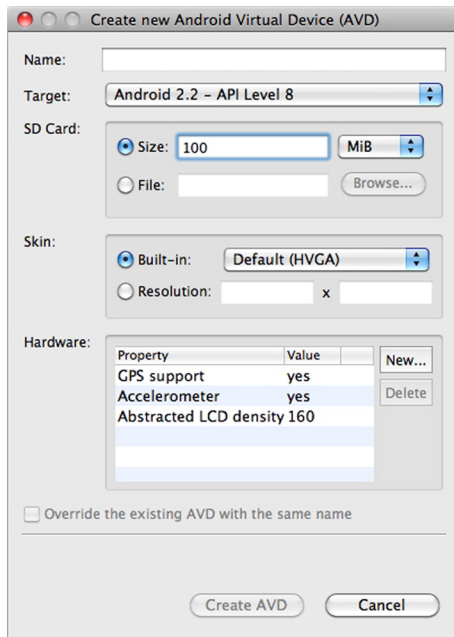 Create new Android Virtual Device (AVD)
Name:
Target: Android 2.2 – API Level 8
SD Card:
Size: 100 MiB
File: Browse...
Skin:
Built-in: Default (HVGA)
Resolution: x
Hardware:
Property Value New...
GPS support yes
Accelerometer yes Delete
Abstracted LCD density 160
Override the existing AVD with the same name
Create AVD Cancel